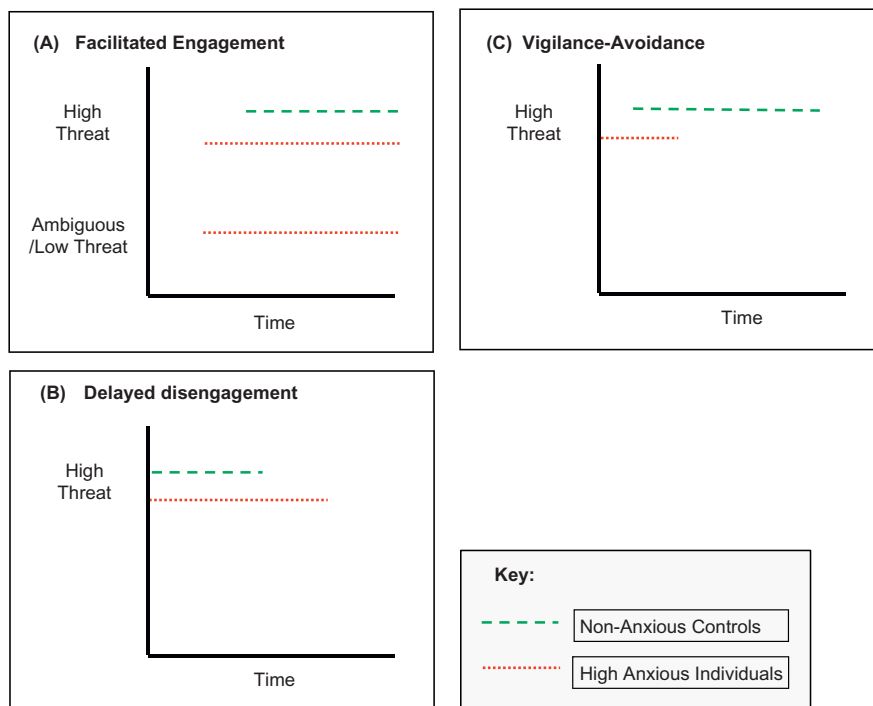 (A) Facilitated Engagement
High
Threat
Ambiguous
/Low Threat
Time
(C) Vigilance-Avoidance
High
Threat
Time
(B) Delayed disengagement
High
Threat
Time
Key:
Non-Anxious Controls
High Anxious Individuals